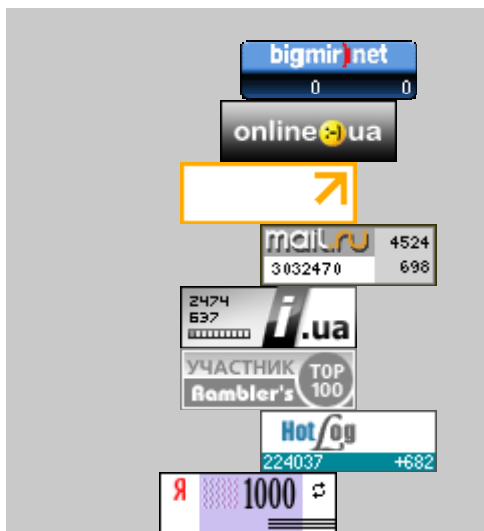 bigmir)net
0 0
online:-)ua
mail.ru 4524
3032470 698
2474
637
i.ua
УЧАСТНИК TOP
Rambler's 100
HotLog
224037 +682
Я 1000